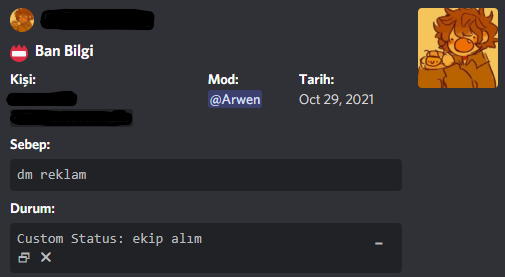 Ban Bilgi
Kişi: Mod: Tarih:
@Arwen Oct 29, 2021
Sebep:
dm reklam
Durum:
Custom Status: ekip alım